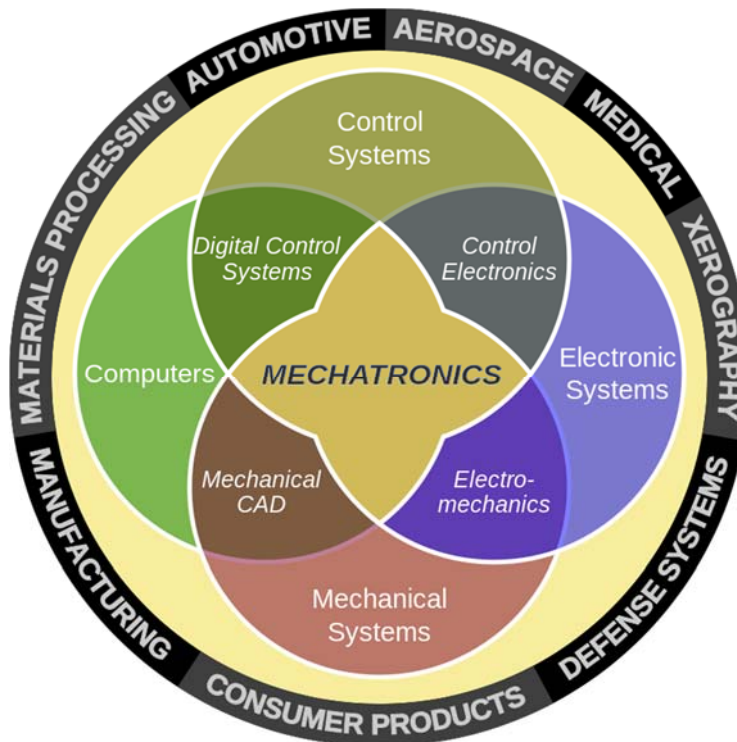 AUTOMOTIVE
AEROSPACE
MEDICAL
XEROGRAPHY
DEFENSE SYSTEMS
CONSUMER PRODUCTS
MANUFACTURING
MATERIALS PROCESSING
Control
Systems
Digital Control
Systems
Control
Electronics
Computers
MECHATRONICS
Electronic
Systems
Mechanical
CAD
Electro-
mechanics
Mechanical
Systems